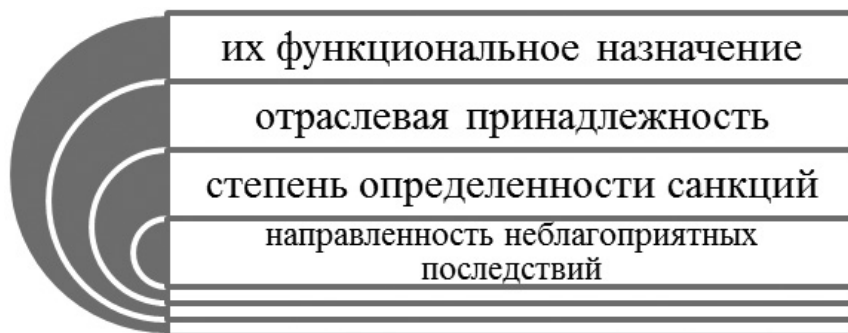 их функциональное назначение
отраслевая принадлежность
степень определенности санкций
направленность неблагоприятных
последствий